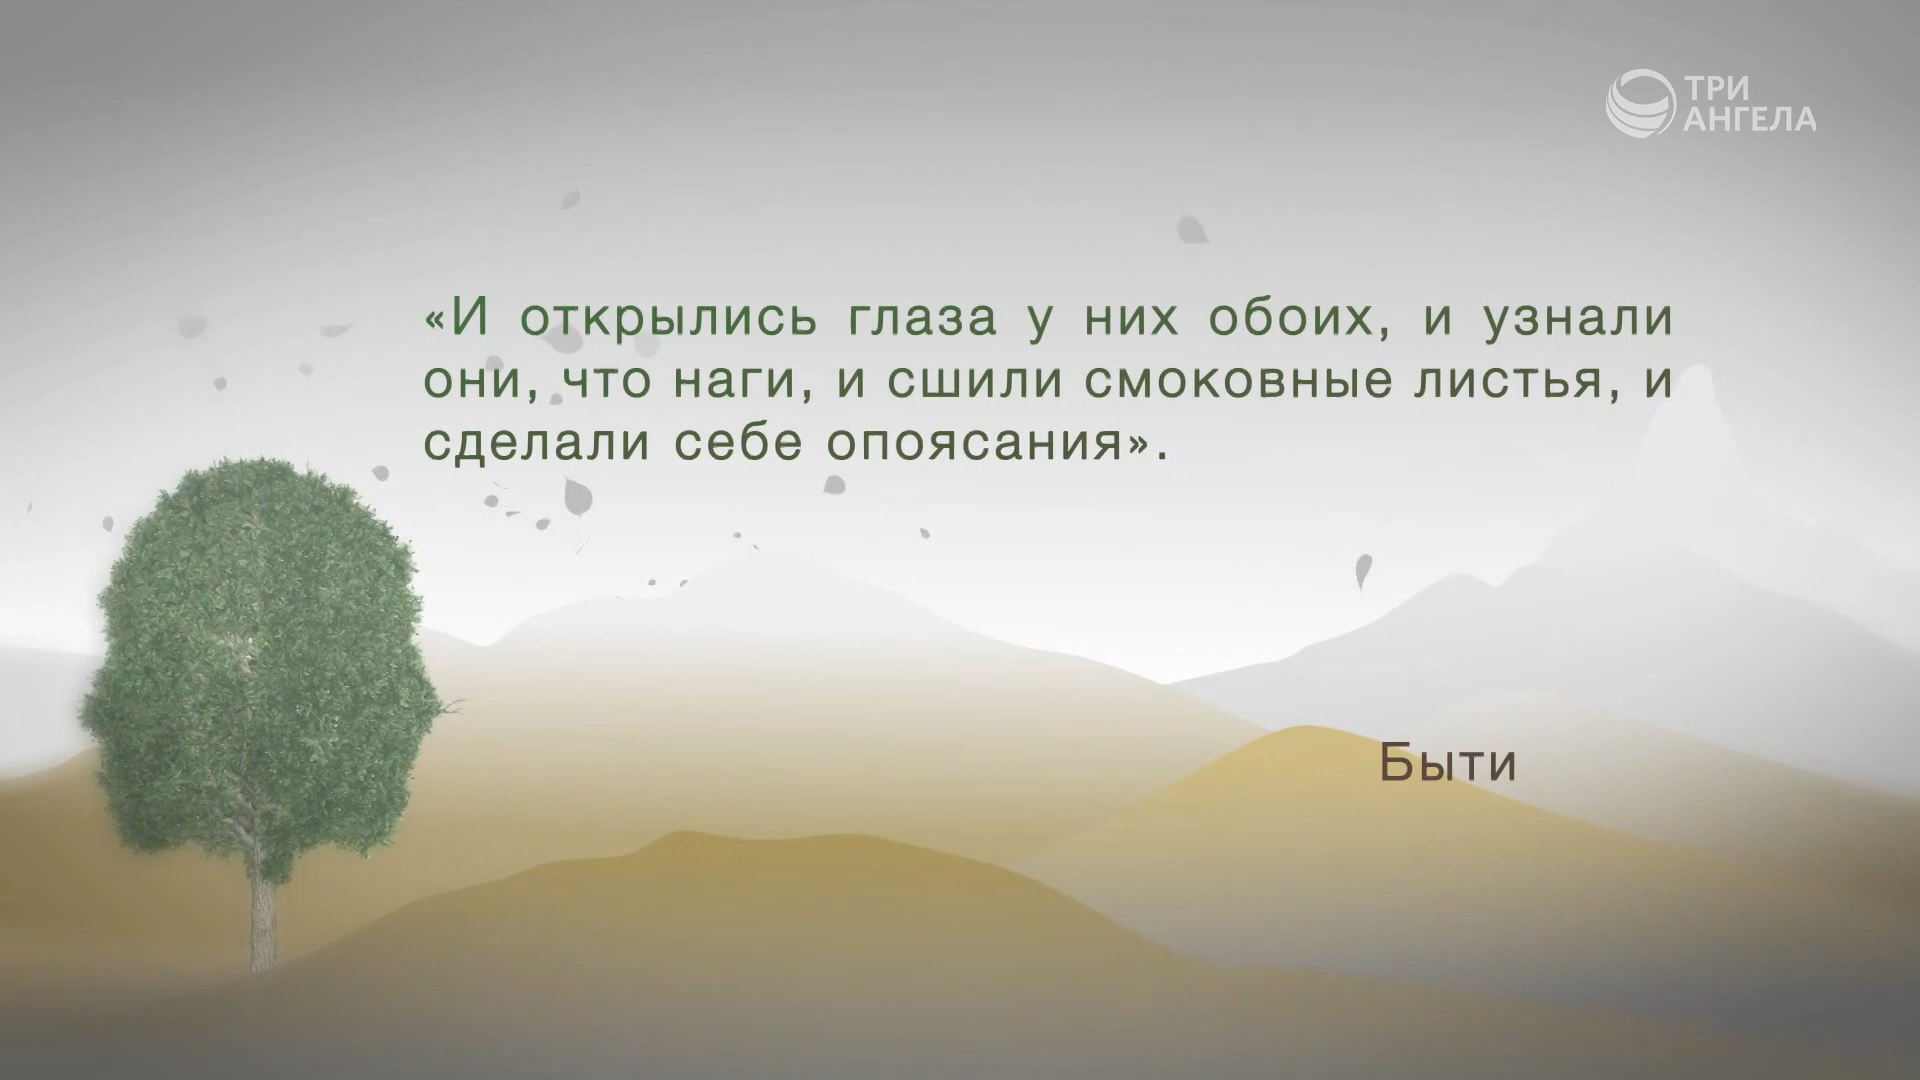 ТРИ
АНГЕЛА
«И открылись глаза у них обоих, и узнали
они, что наги, и сшили смоковные листья, и
сделали себе опоясания».
Быти